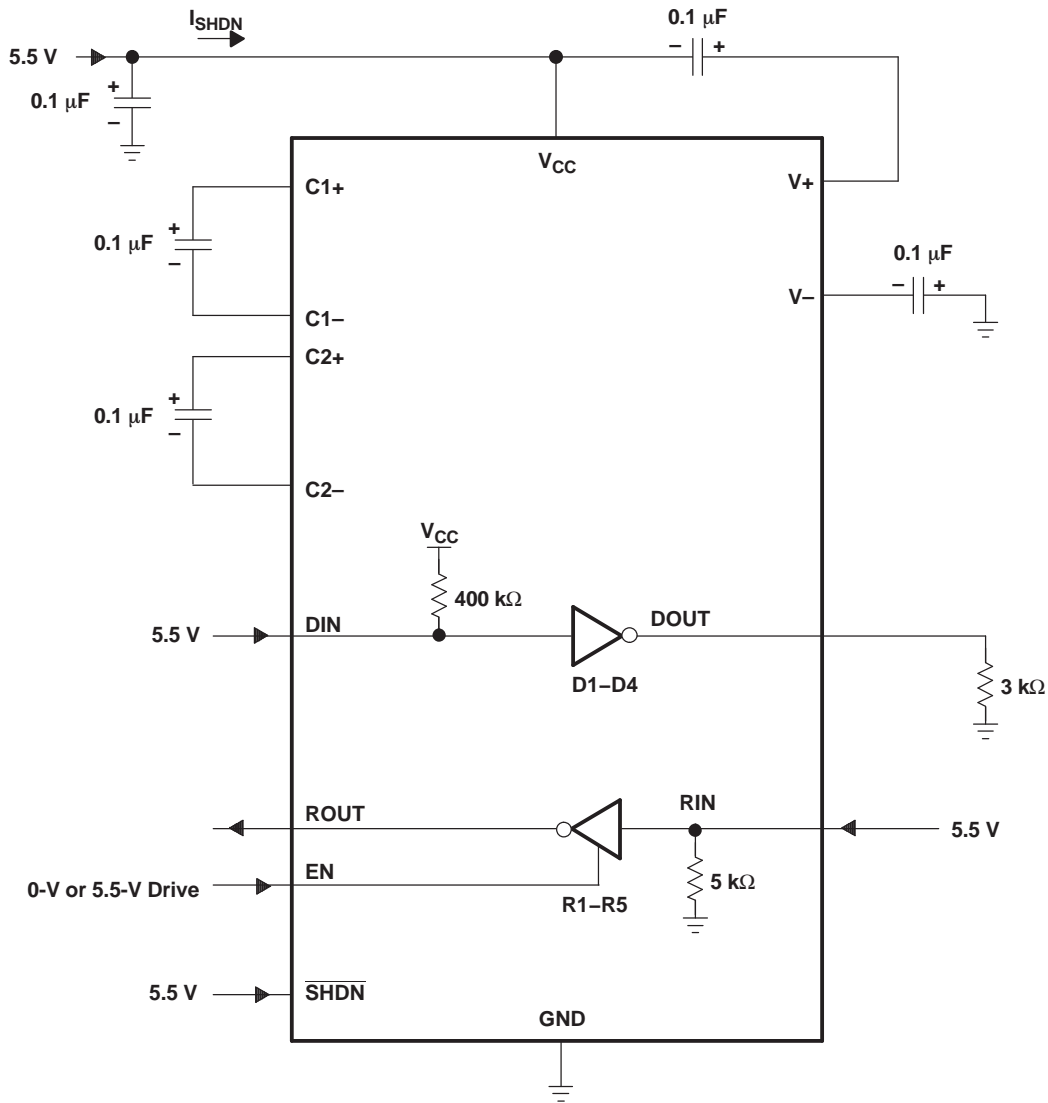 I_SHDN
0.1 μF
5.5 V
– +
+
0.1 μF
–
V_CC
C1+
V+
+
0.1 μF
–
0.1 μF
V–
– +
C1–
C2+
+
0.1 μF
–
C2–
V_CC
400 kΩ
5.5 V
DIN
DOUT
D1–D4
3 kΩ
ROUT
RIN
5.5 V
0-V or 5.5-V Drive
EN
5 kΩ
R1–R5
5.5 V
S̅H̅D̅N̅
GND